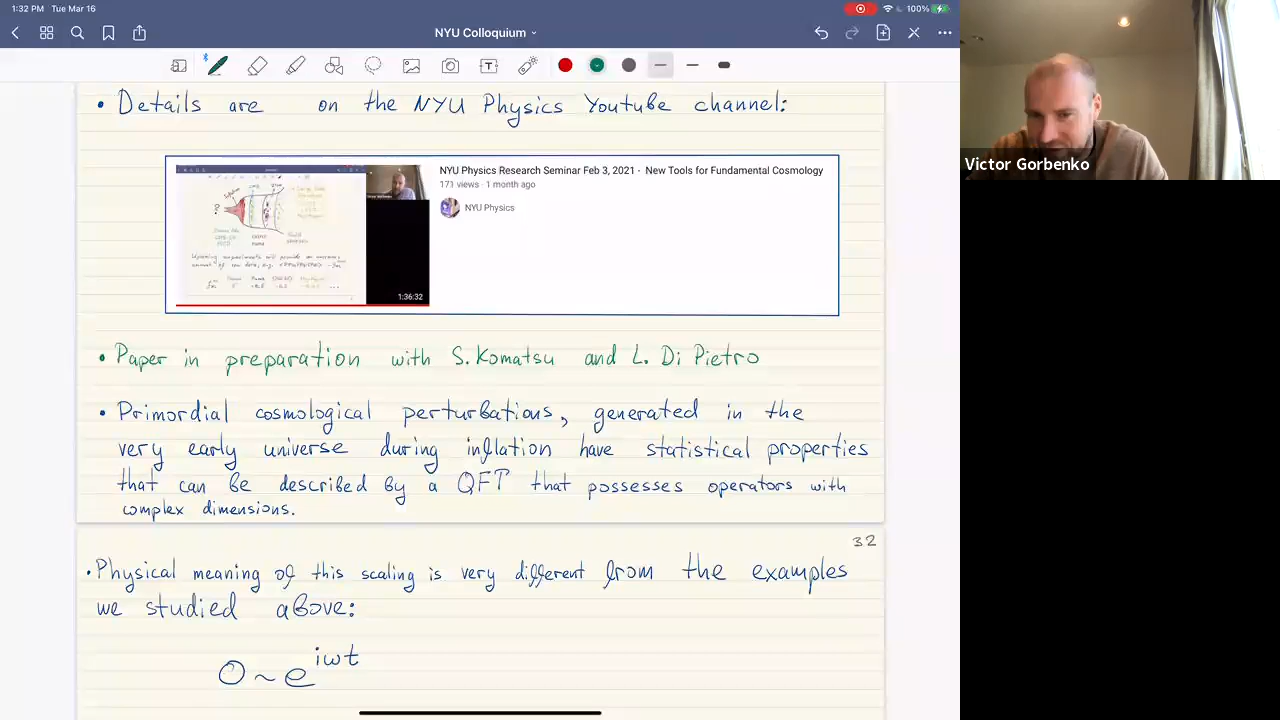 1:32 PM Tue Mar 16
100%
NYU Colloquium
• Details are on the NYU Physics Youtube channel:
NYU Physics Research Seminar Feb 3, 2021 - New Tools for Fundamental Cosmology
171 views · 1 month ago
NYU Physics
1:36:32
• Paper in preparation with S. Komatsu and L. Di Pietro
• Primordial cosmological perturbations, generated in the
very early universe during inflation have statistical properties
that can be described by a QFT that possesses operators with
complex dimensions.
32
• Physical meaning of this scaling is very different from the examples
we studied above:
O ~ e^{iωt}
Victor Gorbenko